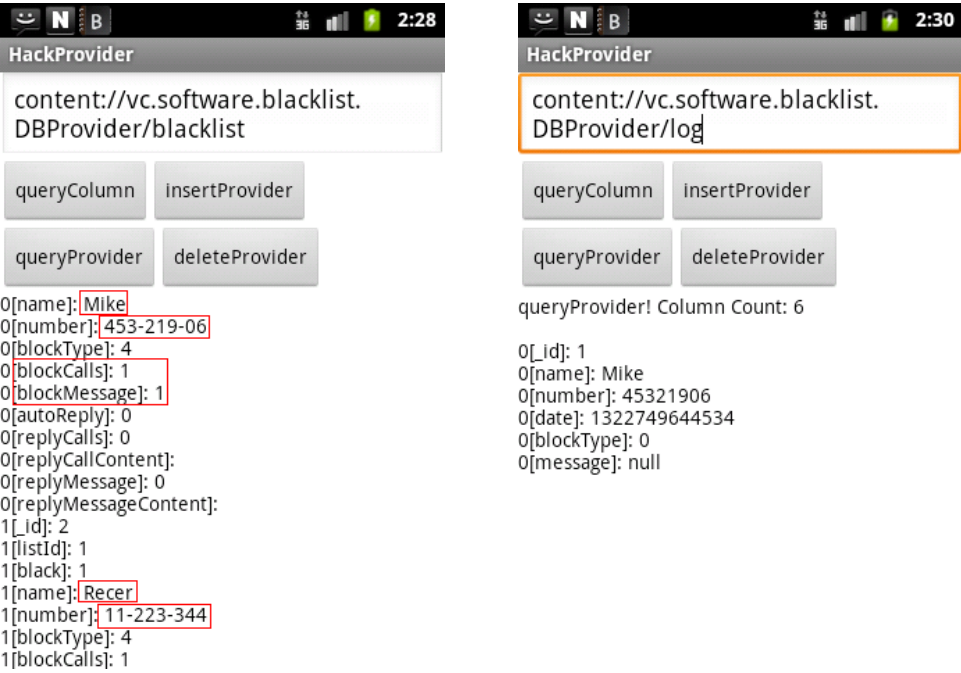 N B 3G 2:28
HackProvider
content://vc.software.blacklist.
DBProvider/blacklist
queryColumn insertProvider
queryProvider deleteProvider
0[name]: Mike
0[number]: 453-219-06
0[blockType]: 4
0[blockCalls]: 1
0[blockMessage]: 1
0[autoReply]: 0
0[replyCalls]: 0
0[replyCallContent]:
0[replyMessage]: 0
0[replyMessageContent]:
1[_id]: 2
1[listId]: 1
1[black]: 1
1[name]: Recer
1[number]: 11-223-344
1[blockType]: 4
1[blockCalls]: 1
N B 3G 2:30
HackProvider
content://vc.software.blacklist.
DBProvider/log
queryColumn insertProvider
queryProvider deleteProvider
queryProvider! Column Count: 6
0[_id]: 1
0[name]: Mike
0[number]: 45321906
0[date]: 1322749644534
0[blockType]: 0
0[message]: null